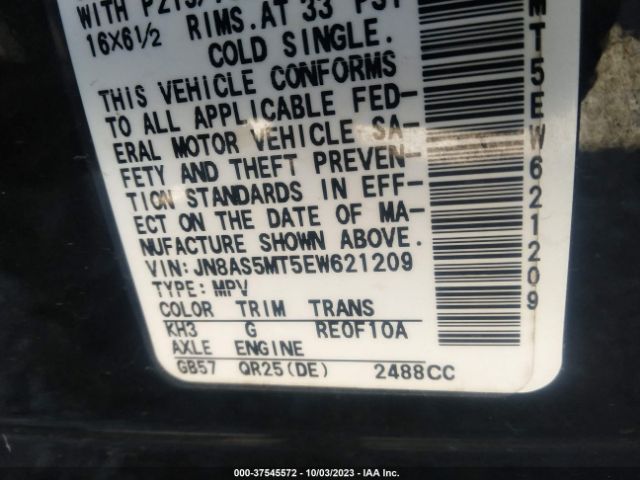 WITH
16X6½ RIMS.AT 33 PSI
COLD SINGLE.
THIS VEHICLE CONFORMS
TO ALL APPLICABLE FED-
ERAL MOTOR VEHICLE SA-
FETY AND THEFT PREVEN-
TION STANDARDS IN EFF-
ECT ON THE DATE OF MA-
NUFACTURE SHOWN ABOVE.
VIN:JN8AS5MT5EW621209
TYPE:MPV
COLOR TRIM TRANS
KH3 G RE0F10A
AXLE ENGINE
GB57 QR25(DE) 2488CC
MT5EW621209
000-37545572 | 10/03/2023 | IAA Inc.